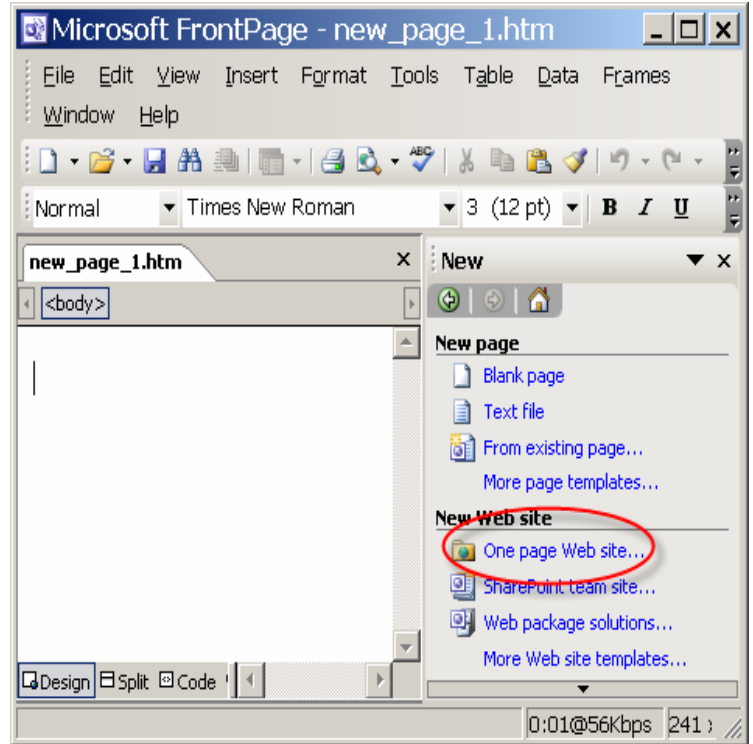 Microsoft FrontPage - new_page_1.htm
File Edit View Insert Format Tools Table Data Frames
Window Help
ABC
Normal Times New Roman 3 (12 pt) B I U
new_page_1.htm
<body>
New
New page
Blank page
Text file
From existing page...
More page templates...
New Web site
One page Web site...
SharePoint team site...
Web package solutions...
More Web site templates...
Design Split Code
0:01@56Kbps 241